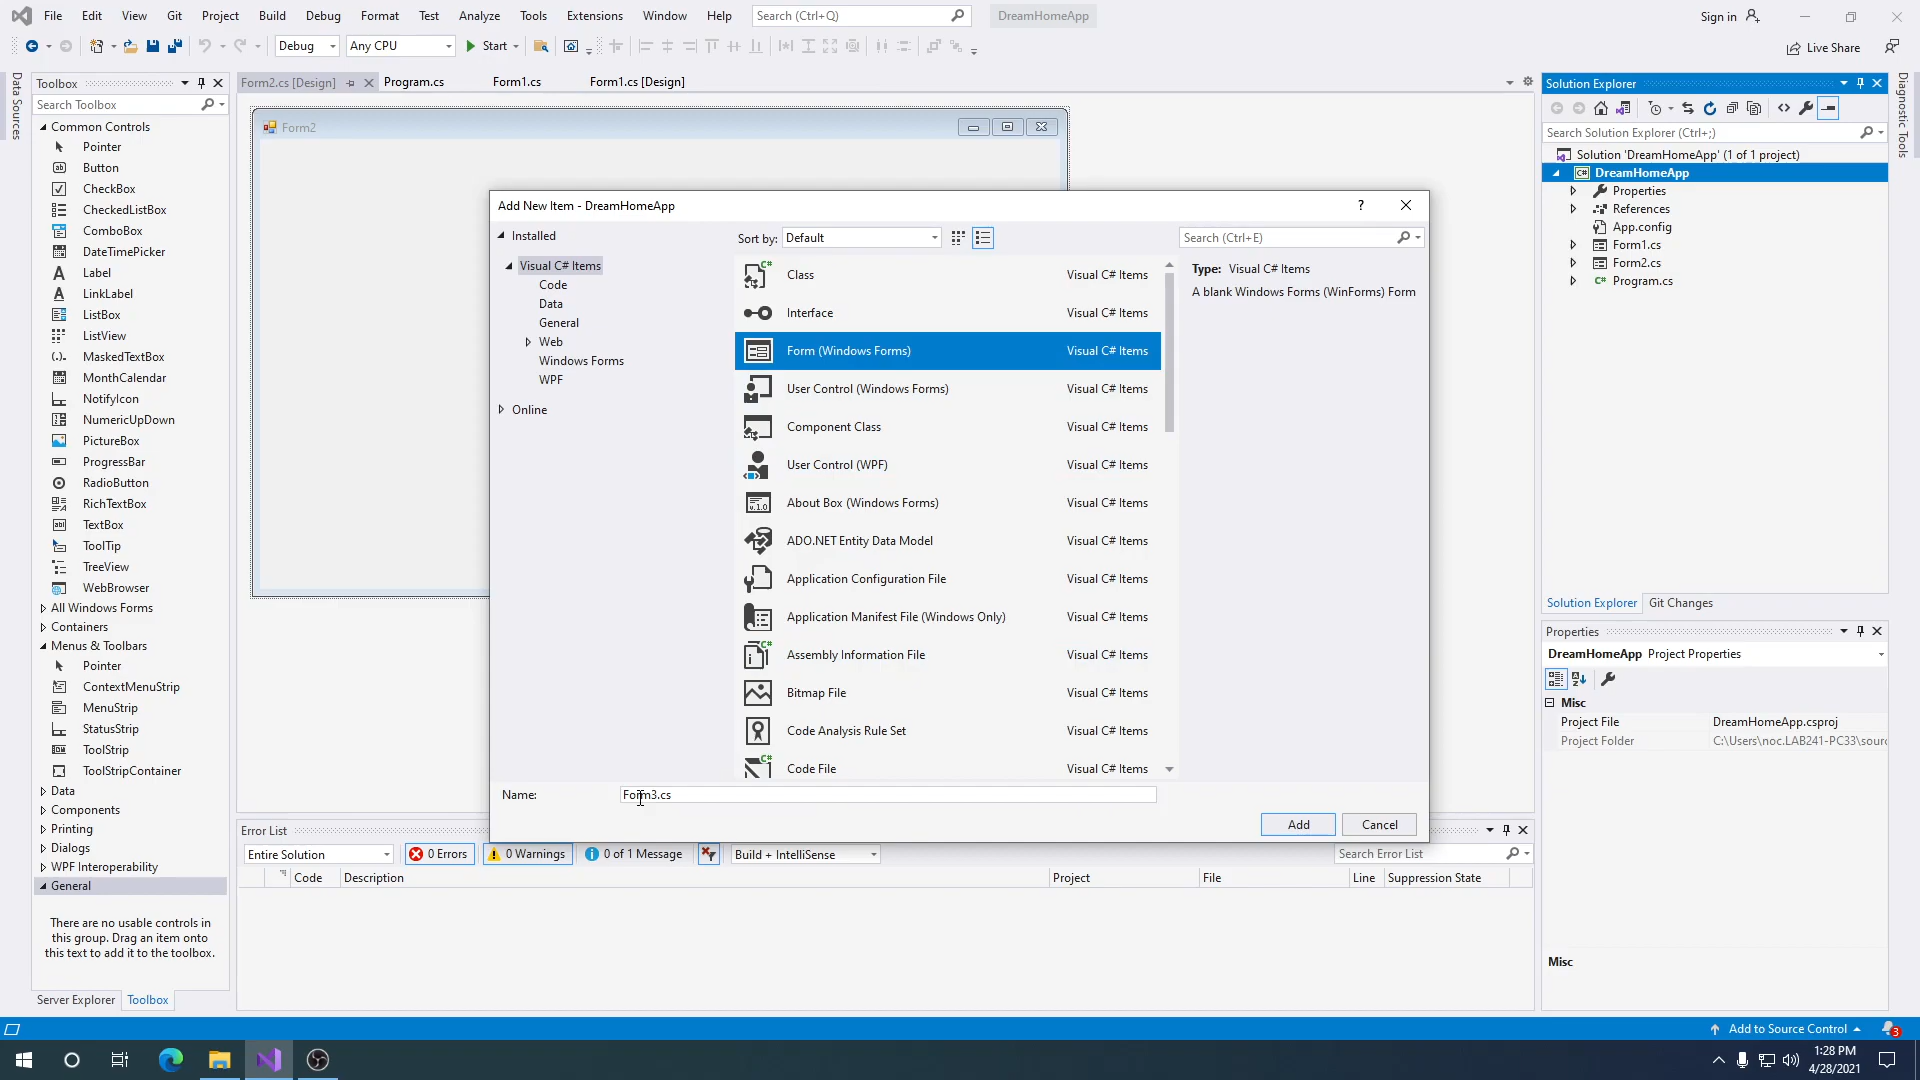 File Edit View Git Project Build Debug Format Test Analyze Tools Extensions Window Help Search (Ctrl+Q) DreamHomeApp Sign in
Debug Any CPU Start Live Share
Data Sources
Toolbox
Search Toolbox
Common Controls
Pointer
Button
CheckBox
CheckedListBox
ComboBox
DateTimePicker
Label
LinkLabel
ListBox
ListView
MaskedTextBox
MonthCalendar
NotifyIcon
NumericUpDown
PictureBox
ProgressBar
RadioButton
RichTextBox
TextBox
ToolTip
TreeView
WebBrowser
All Windows Forms
Containers
Menus & Toolbars
Pointer
ContextMenuStrip
MenuStrip
StatusStrip
ToolStrip
ToolStripContainer
Data
Components
Printing
Dialogs
WPF Interoperability
General
There are no usable controls in
this group. Drag an item onto
this text to add it to the toolbox.
Server Explorer Toolbox
Form2.cs [Design] Program.cs Form1.cs Form1.cs [Design]
Form2
Add New Item - DreamHomeApp
Installed
Visual C# Items
Code
Data
General
Web
Windows Forms
WPF
Online
Sort by: Default
Search (Ctrl+E)
Class Visual C# Items
Interface Visual C# Items
Form (Windows Forms) Visual C# Items
User Control (Windows Forms) Visual C# Items
Component Class Visual C# Items
User Control (WPF) Visual C# Items
About Box (Windows Forms) Visual C# Items
ADO.NET Entity Data Model Visual C# Items
Application Configuration File Visual C# Items
Application Manifest File (Windows Only) Visual C# Items
Assembly Information File Visual C# Items
Bitmap File Visual C# Items
Code Analysis Rule Set Visual C# Items
Code File Visual C# Items
Type: Visual C# Items
A blank Windows Forms (WinForms) Form
Name: Form3.cs
Add Cancel
Error List
Entire Solution 0 Errors 0 Warnings 0 of 1 Message Build + IntelliSense Search Error List
Code Description Project File Line Suppression State
Solution Explorer
Search Solution Explorer (Ctrl+;)
Solution 'DreamHomeApp' (1 of 1 project)
DreamHomeApp
Properties
References
App.config
Form1.cs
Form2.cs
Program.cs
Solution Explorer Git Changes
Properties
DreamHomeApp Project Properties
Misc
Project File DreamHomeApp.csproj
Project Folder C:\Users\noc.LAB241-PC33\sourc
Misc
Diagnostic Tools
Add to Source Control 3
1:28 PM
4/28/2021